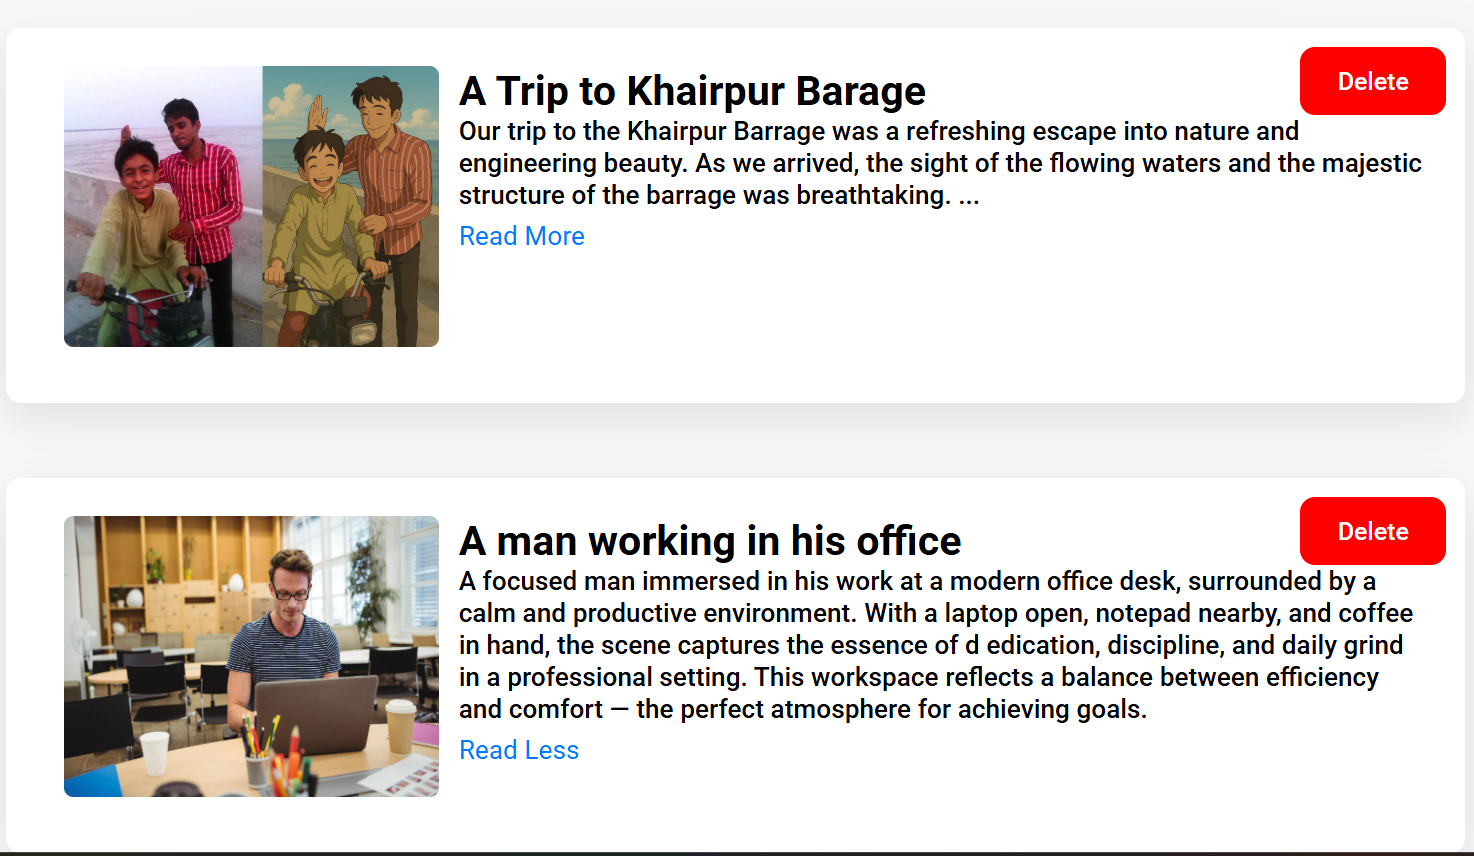 A Trip to Khairpur Barage
Delete
Our trip to the Khairpur Barrage was a refreshing escape into nature and
engineering beauty. As we arrived, the sight of the flowing waters and the majestic
structure of the barrage was breathtaking. ...
Read More
A man working in his office
Delete
A focused man immersed in his work at a modern office desk, surrounded by a
calm and productive environment. With a laptop open, notepad nearby, and coffee
in hand, the scene captures the essence of d edication, discipline, and daily grind
in a professional setting. This workspace reflects a balance between efficiency
and comfort — the perfect atmosphere for achieving goals.
Read Less